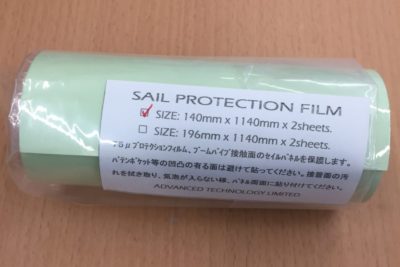 SAIL PROTECTION FILM
☑ SIZE: 140mm x 1140mm x 2sheets.
☐ SIZE: 196mm x 1140mm x 2sheets.
75μプロテクションフィルム、ブームパイプ接触面のセイルパネルを保護します。
バテンポケット等の凹凸の有る面は避けて貼ってください。接着面の汚
れを拭き取り、気泡が入らない様、パネル両面に貼り付けてください。
ADVANCED TECHNOLOGY LIMITED